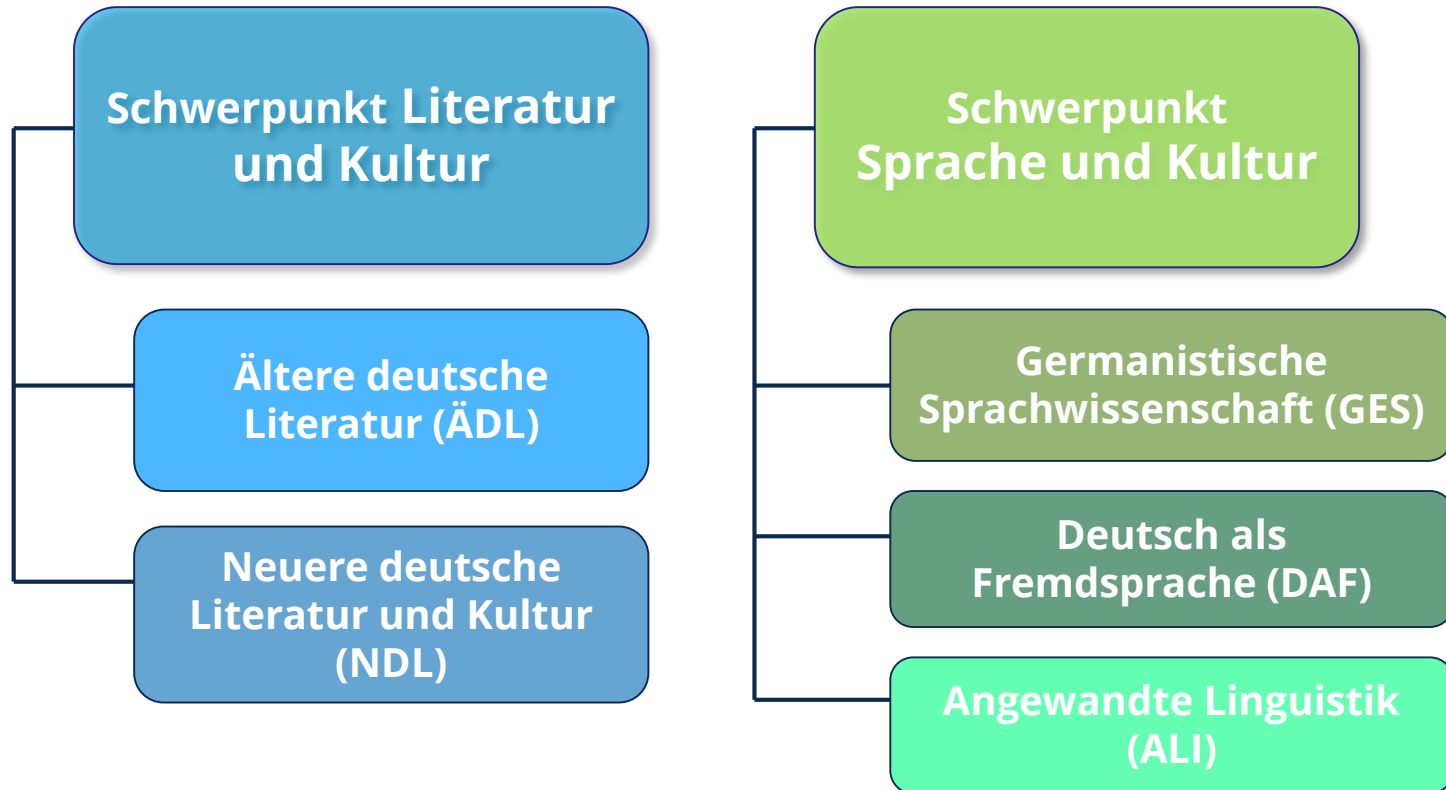 Schwerpunkt Literatur
und Kultur
Ältere deutsche
Literatur (ÄDL)
Neuere deutsche
Literatur und Kultur
(NDL)
Schwerpunkt
Sprache und Kultur
Germanistische
Sprachwissenschaft (GES)
Deutsch als
Fremdsprache (DAF)
Angewandte Linguistik
(ALI)